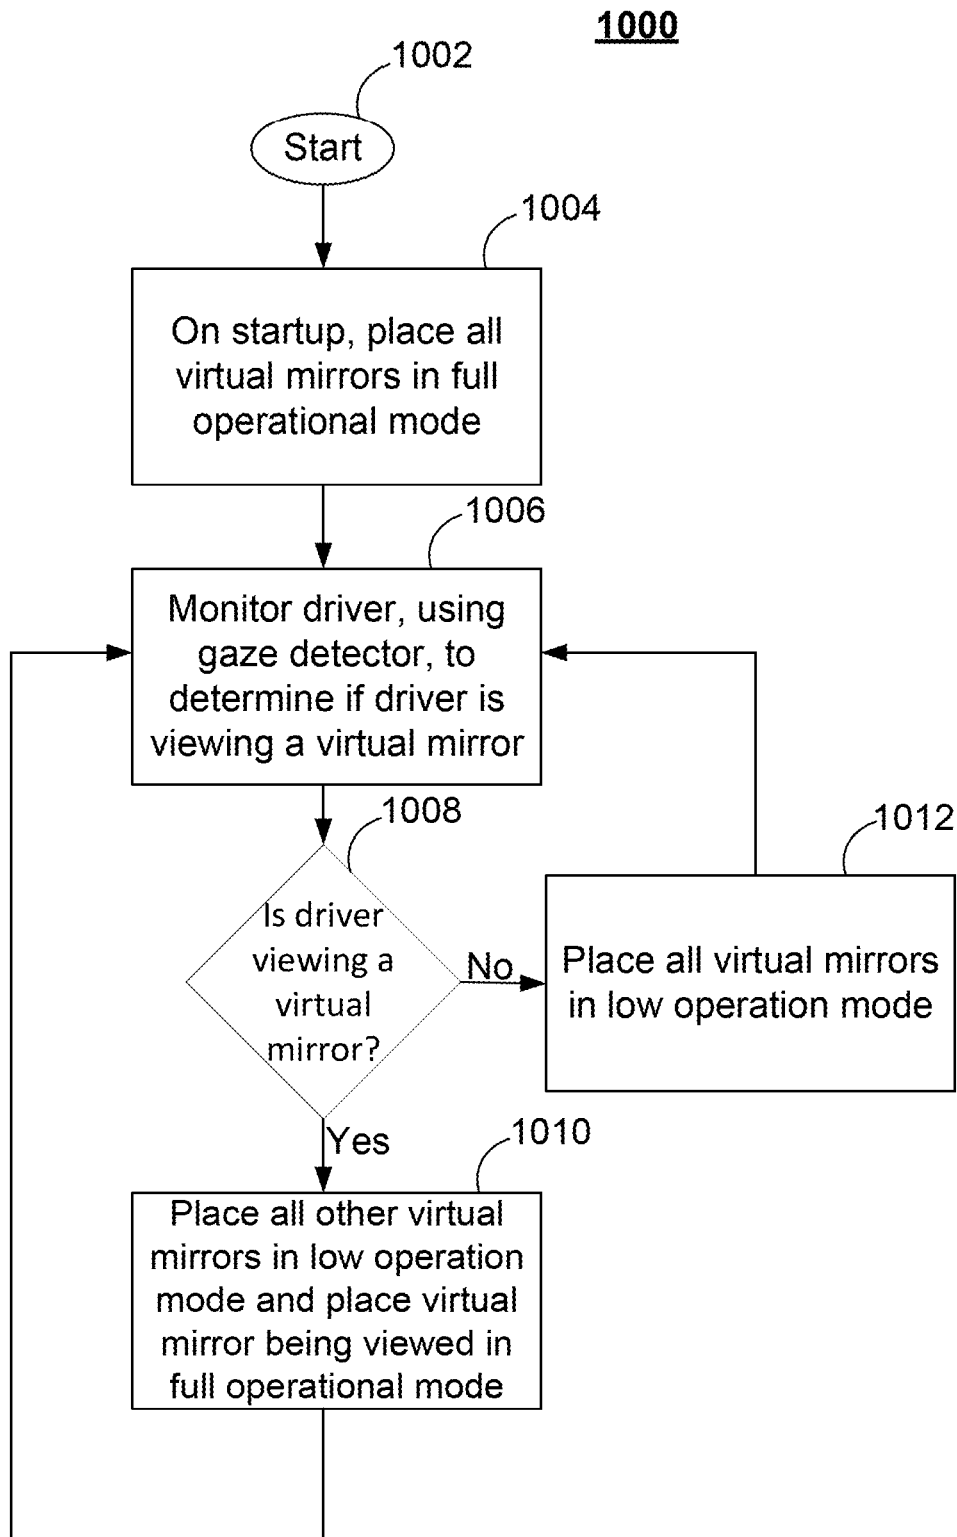 1000
1002
Start
1004
On startup, place all
virtual mirrors in full
operational mode
1006
Monitor driver, using
gaze detector, to
determine if driver is
viewing a virtual mirror
1008
Is driver
viewing a
virtual
mirror?
No
1012
Place all virtual mirrors
in low operation mode
Yes
1010
Place all other virtual
mirrors in low operation
mode and place virtual
mirror being viewed in
full operational mode